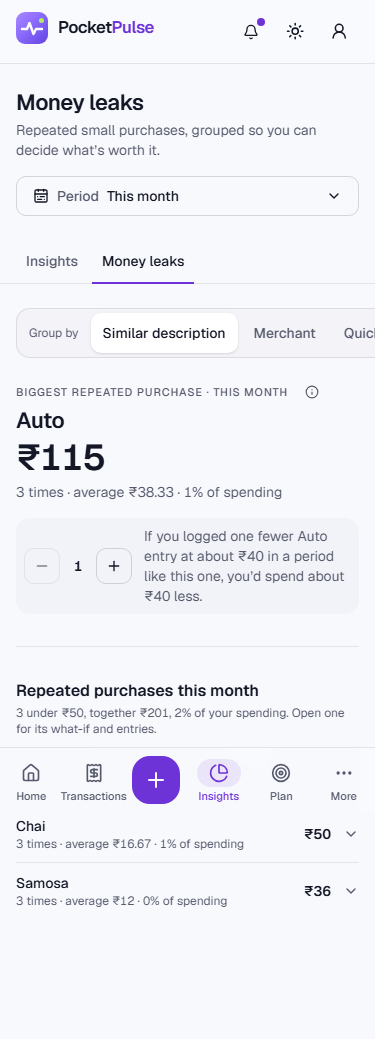 PocketPulse
Money leaks
Repeated small purchases, grouped so you can
decide what's worth it.
Period This month
Insights Money leaks
Group by Similar description Merchant
BIGGEST REPEATED PURCHASE · THIS MONTH
Auto
₹115
3 times · average ₹38.33 · 1% of spending
If you logged one fewer Auto
entry at about ₹40 in a period
like this one, you'd spend about
₹40 less.
− 1 +
Repeated purchases this month
3 under ₹50, together ₹201, 2% of your spending. Open one
for its what-if and entries.
Home Transactions Insights Plan More
Chai
3 times · average ₹16.67 · 1% of spending
₹50
Samosa
3 times · average ₹12 · 0% of spending
₹36